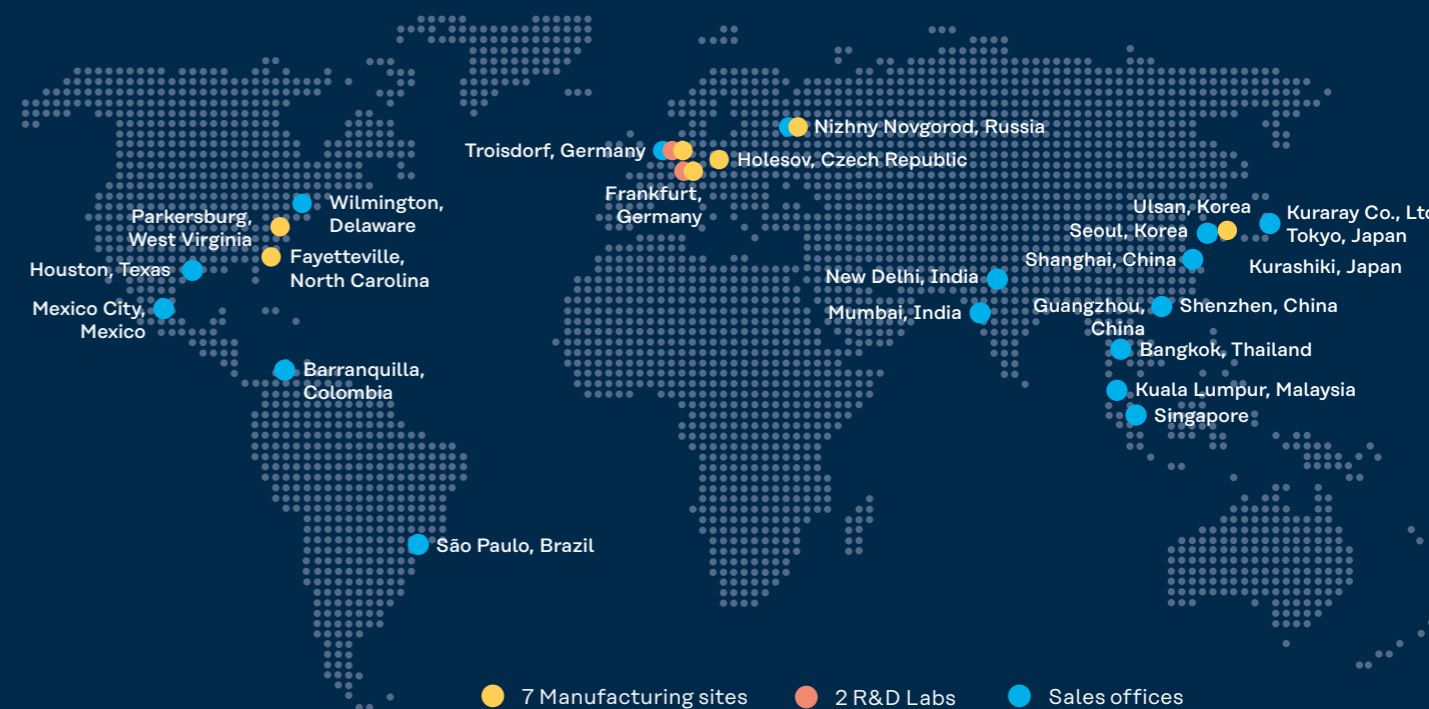 Nizhny Novgorod, Russia
Troisdorf, Germany
Holesov, Czech Republic
Frankfurt,
Germany
Wilmington,
Delaware
Parkersburg,
West Virginia
Fayetteville,
North Carolina
Houston, Texas
Mexico City,
Mexico
Barranquilla,
Colombia
São Paulo, Brazil
Ulsan, Korea
Seoul, Korea
Kuraray Co., Ltd
Tokyo, Japan
Shanghai, China
Kurashiki, Japan
New Delhi, India
Mumbai, India
Guangzhou,
China
Shenzhen, China
Bangkok, Thailand
Kuala Lumpur, Malaysia
Singapore
7 Manufacturing sites
2 R&D Labs
Sales offices